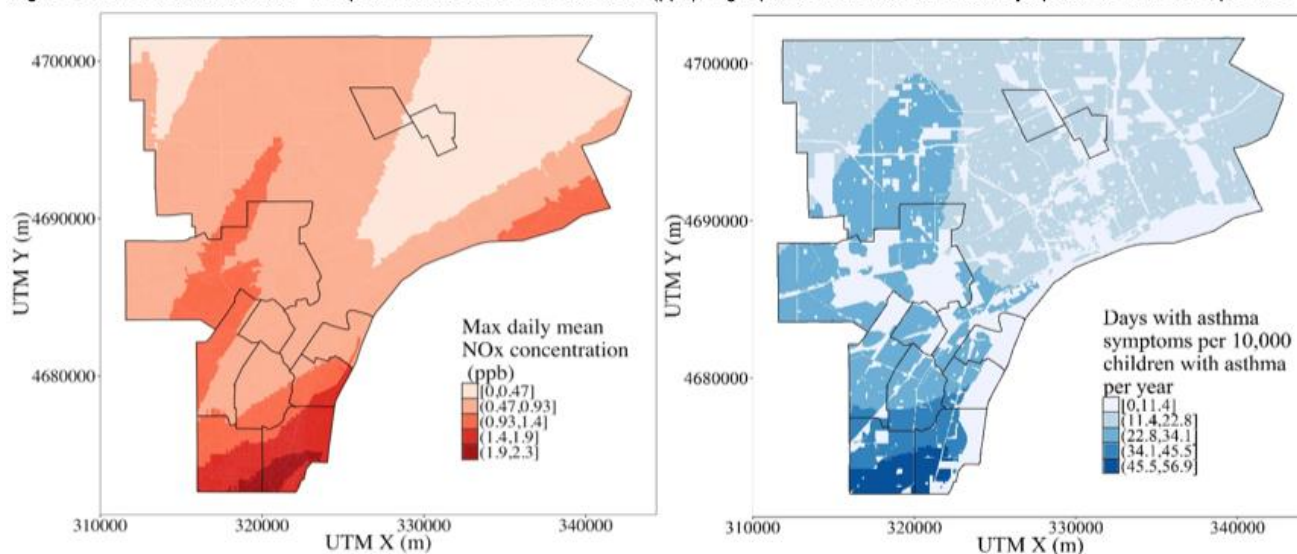 4700000
4690000
4680000
UTM Y (m)
310000
320000
330000
340000
UTM X (m)
Max daily mean
NOx concentration
(ppb)
[0,0.47]
(0.47,0.93]
(0.93,1.4]
(1.4,1.9]
(1.9,2.3]
4700000
4690000
4680000
UTM Y (m)
310000
320000
330000
340000
UTM X (m)
Days with asthma
symptoms per 10,000
children with asthma
per year
[0,11.4]
(11.4,22.8]
(22.8,34.1]
(34.1,45.5]
(45.5,56.9]